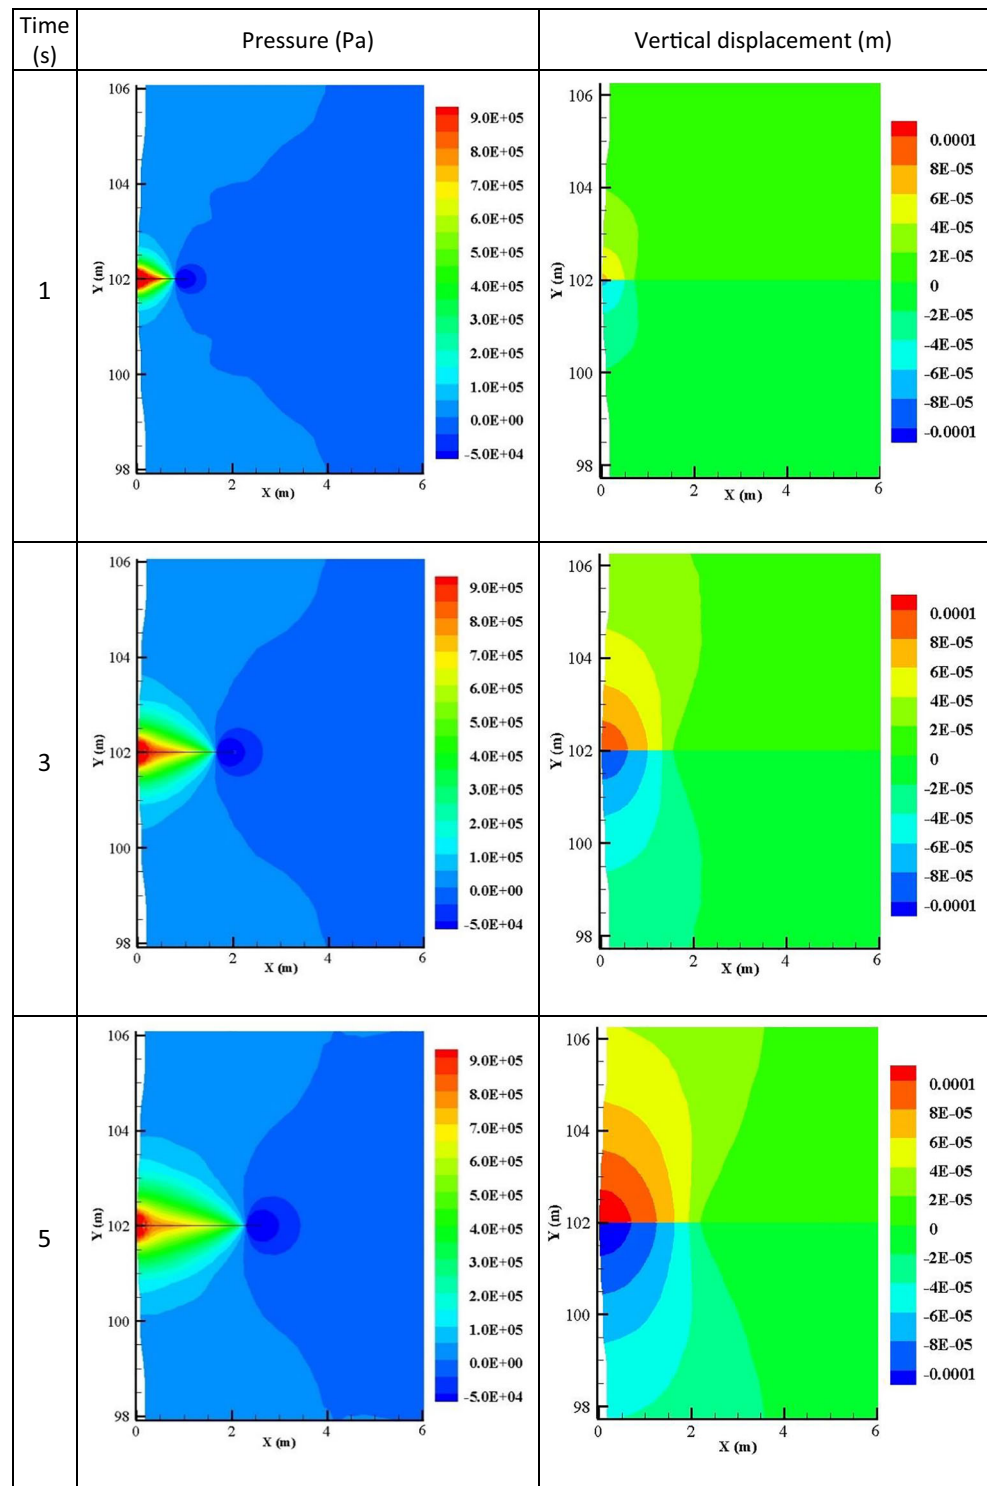 Time
(s)
Pressure (Pa)
Vertical displacement (m)
1
106
104
102
100
98
Y (m)
0
2
4
6
X (m)
9.0E+05
8.0E+05
7.0E+05
6.0E+05
5.0E+05
4.0E+05
3.0E+05
2.0E+05
1.0E+05
0.0E+00
-5.0E+04
106
104
102
100
98
Y (m)
0
2
4
6
X (m)
0.0001
8E-05
6E-05
4E-05
2E-05
0
-2E-05
-4E-05
-6E-05
-8E-05
-0.0001
3
106
104
102
100
98
Y (m)
0
2
4
6
X (m)
9.0E+05
8.0E+05
7.0E+05
6.0E+05
5.0E+05
4.0E+05
3.0E+05
2.0E+05
1.0E+05
0.0E+00
-5.0E+04
106
104
102
100
98
Y (m)
0
2
4
6
X (m)
0.0001
8E-05
6E-05
4E-05
2E-05
0
-2E-05
-4E-05
-6E-05
-8E-05
-0.0001
5
106
104
102
100
98
Y (m)
0
2
4
6
X (m)
9.0E+05
8.0E+05
7.0E+05
6.0E+05
5.0E+05
4.0E+05
3.0E+05
2.0E+05
1.0E+05
0.0E+00
-5.0E+04
106
104
102
100
98
Y (m)
0
2
4
6
X (m)
0.0001
8E-05
6E-05
4E-05
2E-05
0
-2E-05
-4E-05
-6E-05
-8E-05
-0.0001